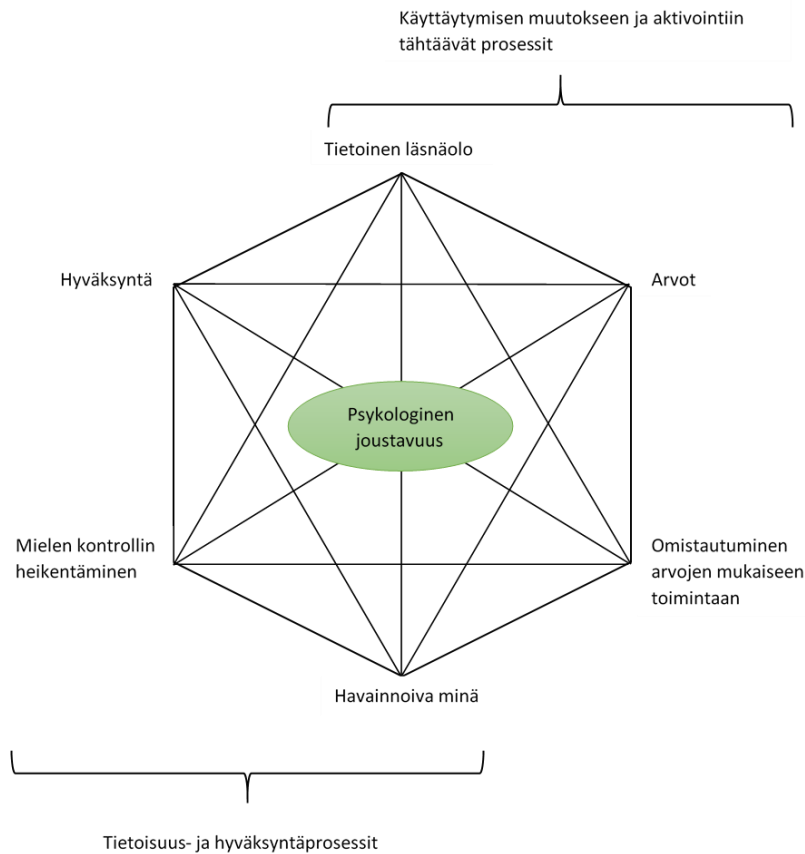 Käyttäytymisen muutokseen ja aktivointiin
tähtäävät prosessit
Tietoinen läsnäolo
Hyväksyntä
Arvot
Psykologinen
joustavuus
Mielen kontrollin
heikentäminen
Omistautuminen
arvojen mukaiseen
toimintaan
Havainnoiva minä
Tietoisuus- ja hyväksyntäprosessit